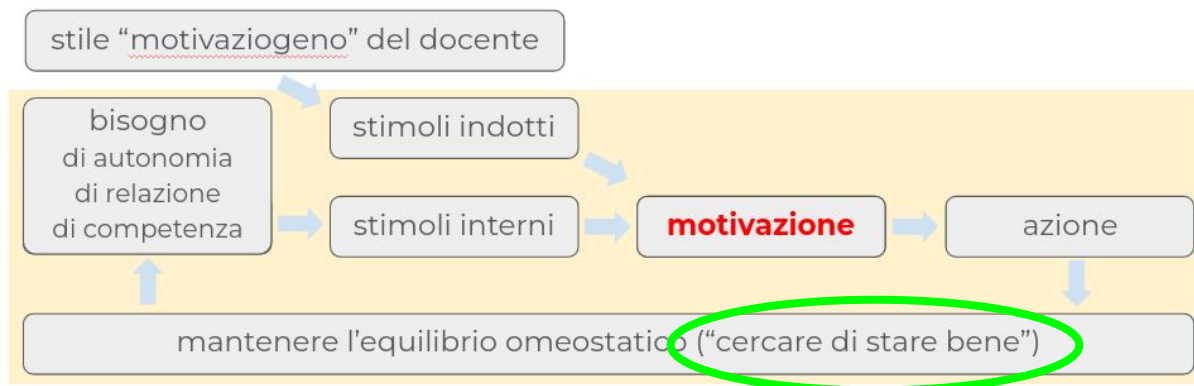 stile “motivaziogeno” del docente
bisogno
di autonomia
di relazione
di competenza
stimoli indotti
stimoli interni
motivazione
azione
mantenere l’equilibrio omeostatico (“cercare di stare bene”)